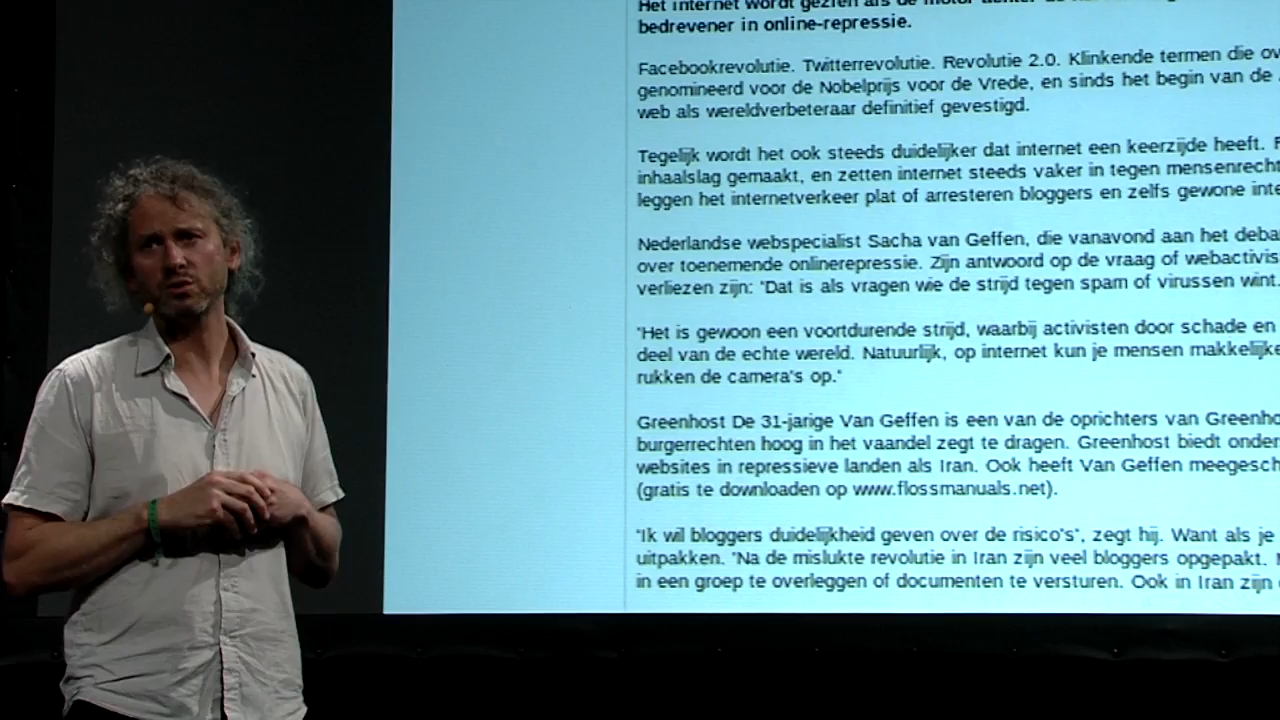 Het internet wordt gezien als de motor achter de
bedrevener in online-repressie.
Facebookrevolutie. Twitterrevolutie. Revolutie 2.0. Klinkende termen die ov
genomineerd voor de Nobelprijs voor de Vrede, en sinds het begin van de
web als wereldverbeteraar definitief gevestigd.
Tegelijk wordt het ook steeds duidelijker dat internet een keerzijde heeft.
inhaalslag gemaakt, en zetten internet steeds vaker in tegen mensenrecht
leggen het internetverkeer plat of arresteren bloggers en zelfs gewone inte
Nederlandse webspecialist Sacha van Geffen, die vanavond aan het deba
over toenemende onlinerepressie. Zijn antwoord op de vraag of webactivis
verliezen zijn: 'Dat is als vragen wie de strijd tegen spam of virussen wint.
'Het is gewoon een voortdurende strijd, waarbij activisten door schade en
deel van de echte wereld. Natuurlijk, op internet kun je mensen makkelijke
rukken de camera's op.'
Greenhost De 31-jarige Van Geffen is een van de oprichters van Greenho
burgerrechten hoog in het vaandel zegt te dragen. Greenhost biedt onder
websites in repressieve landen als Iran. Ook heeft Van Geffen meegesch
(gratis te downloaden op www.flossmanuals.net).
'Ik wil bloggers duidelijkheid geven over de risico's', zegt hij. Want als je
uitpakken. 'Na de mislukte revolutie in Iran zijn veel bloggers opgepakt.
in een groep te overleggen of documenten te versturen. Ook in Iran zijn